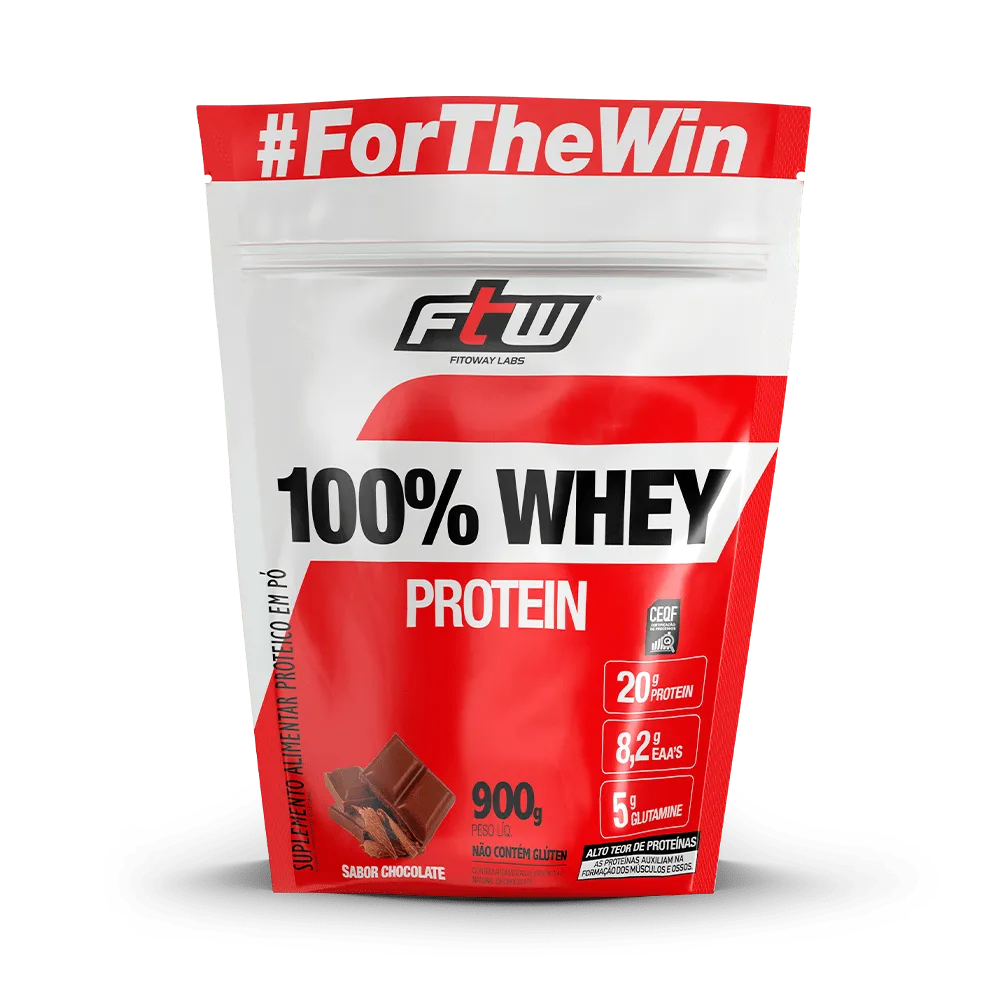 #ForTheWin
FTW®
FITOWAY LABS
100% WHEY
PROTEIN
SUPLEMENTO ALIMENTAR PROTEICO EM PÓ
CEQF
CERTIFICAÇÃO
20g PROTEIN
8,2g EAA'S
5g GLUTAMINE
900g
PESO LÍQ.
NÃO CONTÉM GLÚTEN
SABOR CHOCOLATE
ALTO TEOR DE PROTEÍNAS
AS PROTEÍNAS AUXILIAM NA
FORMAÇÃO DOS MÚSCULOS E OSSOS.